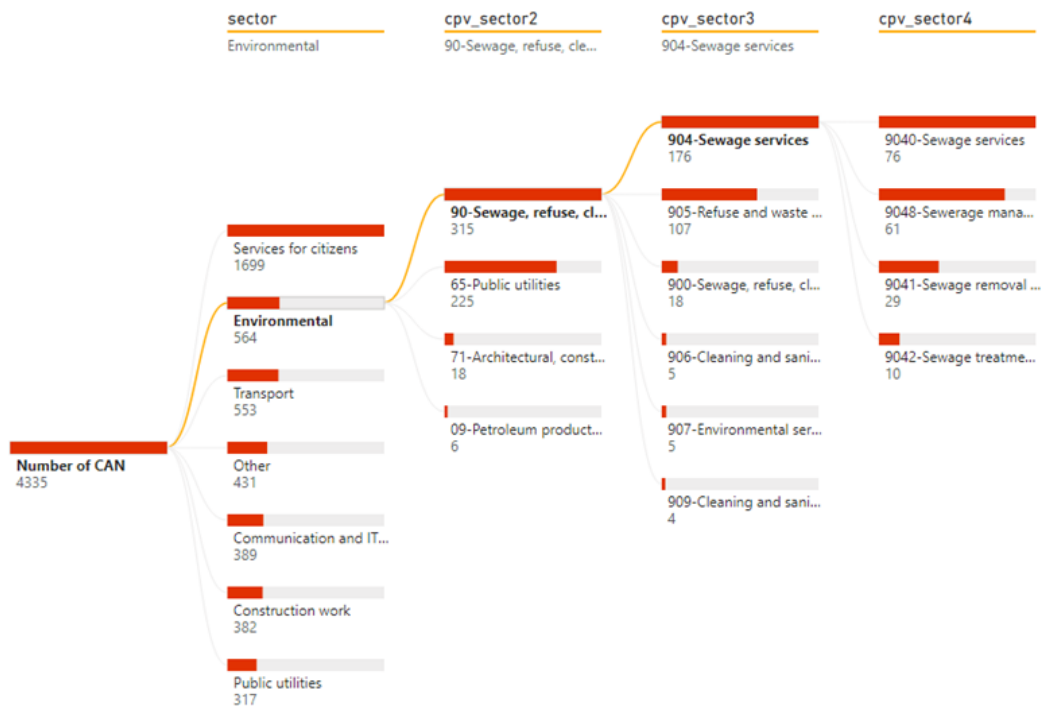 sector
Environmental
cpv_sector2
90-Sewage, refuse, cle...
cpv_sector3
904-Sewage services
cpv_sector4
Number of CAN
4335
Services for citizens
1699
Environmental
564
Transport
553
Other
431
Communication and IT...
389
Construction work
382
Public utilities
317
90-Sewage, refuse, cl...
315
65-Public utilities
225
71-Architectural, const...
18
09-Petroleum product...
6
904-Sewage services
176
905-Refuse and waste ...
107
900-Sewage, refuse, cl...
18
906-Cleaning and sani...
5
907-Environmental ser...
5
909-Cleaning and sani...
4
9040-Sewage services
76
9048-Sewerage mana...
61
9041-Sewage removal ...
29
9042-Sewage treatme...
10